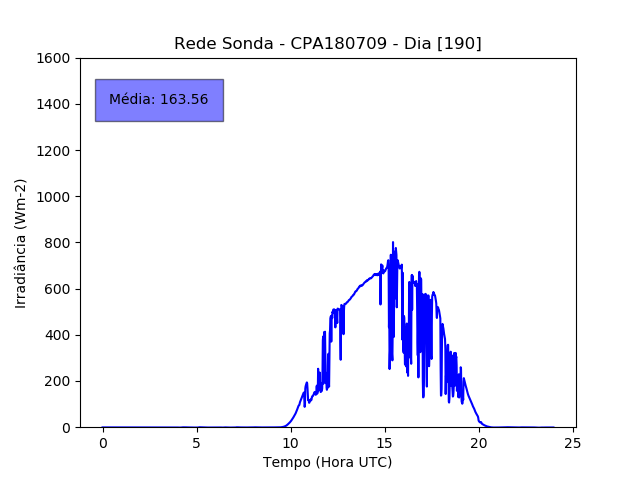 Rede Sonda - CPA180709 - Dia [190]
1600
1400
1200
1000
800
600
400
200
0
Irradiância (Wm-2)
Média: 163.56
0 5 10 15 20 25
Tempo (Hora UTC)